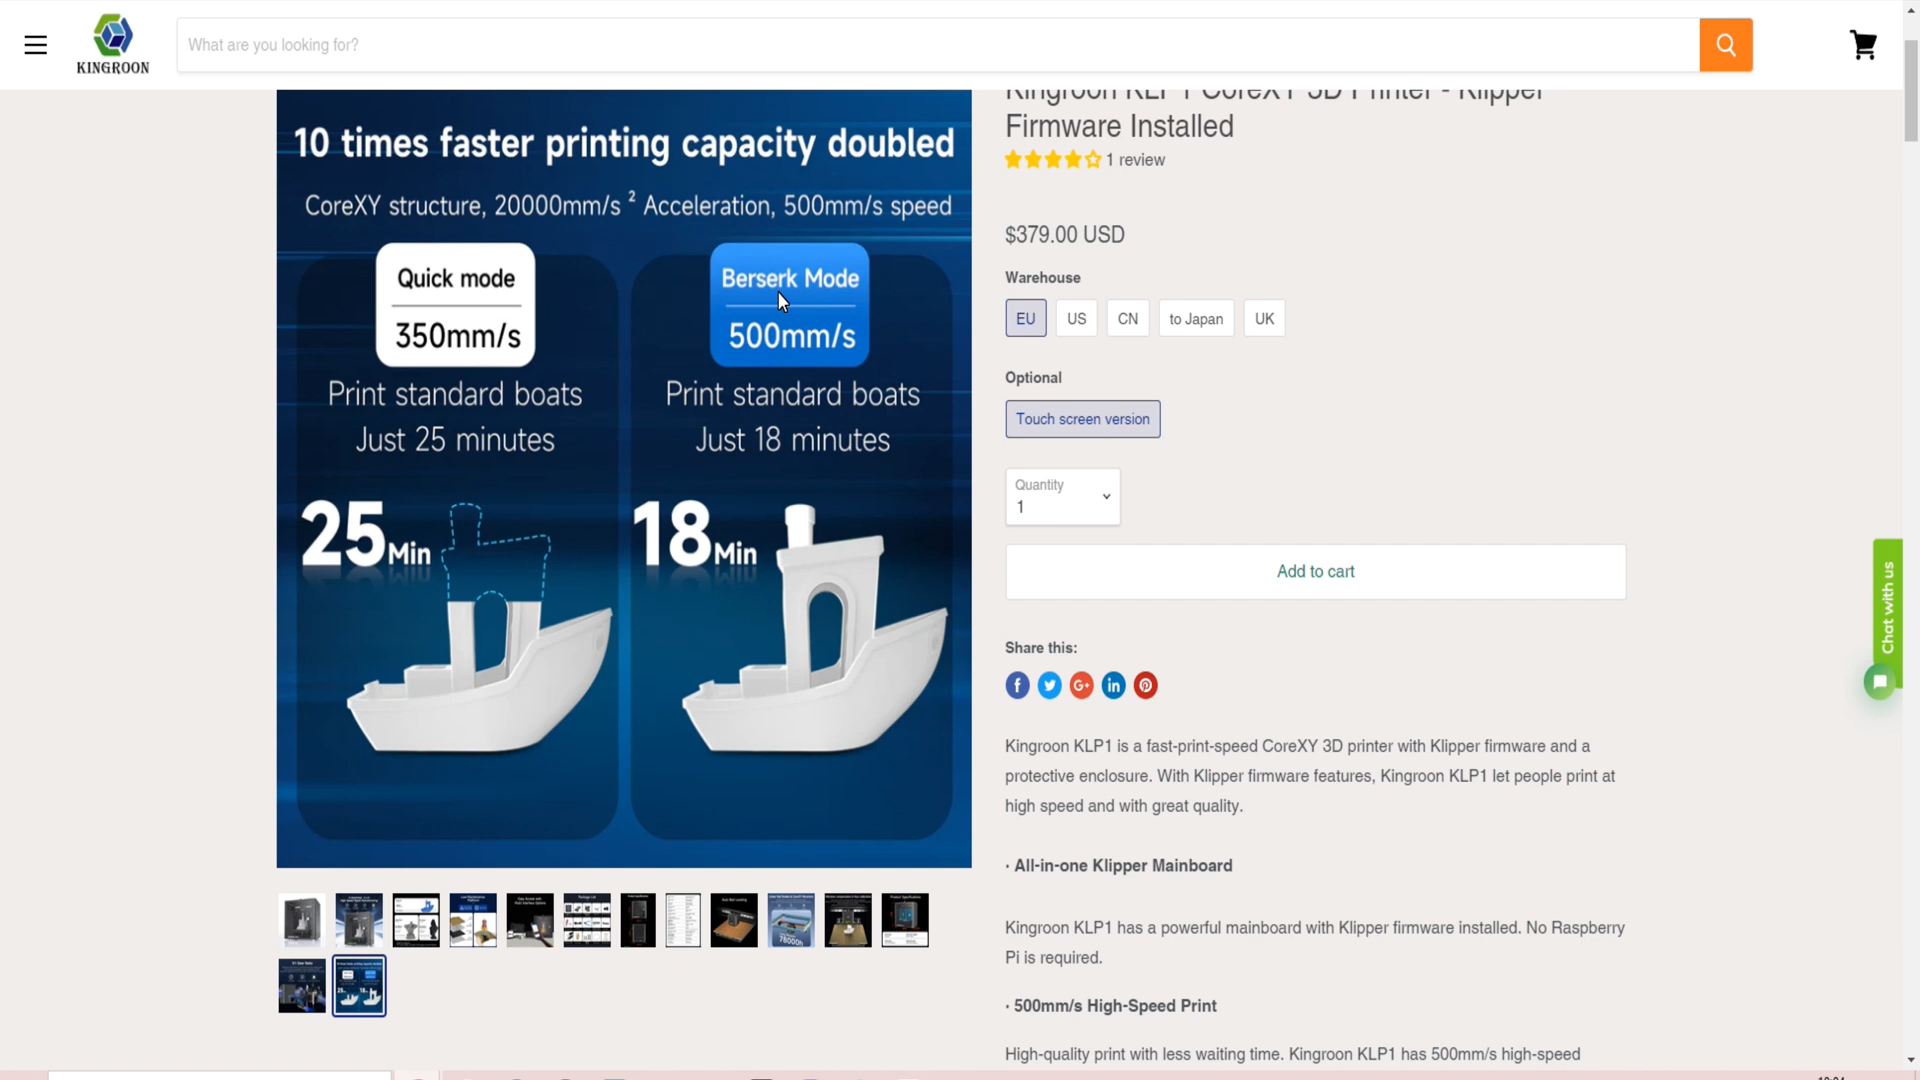 KINGROON
What are you looking for?
Kingroon KLP1 CoreXY 3D Printer - Klipper
Firmware Installed
1 review
$379.00 USD
Warehouse
EU US CN to Japan UK
Optional
Touch screen version
Quantity
1
Add to cart
Share this:
Kingroon KLP1 is a fast-print-speed CoreXY 3D printer with Klipper firmware and a
protective enclosure. With Klipper firmware features, Kingroon KLP1 let people print at
high speed and with great quality.
· All-in-one Klipper Mainboard
Kingroon KLP1 has a powerful mainboard with Klipper firmware installed. No Raspberry
Pi is required.
· 500mm/s High-Speed Print
High-quality print with less waiting time. Kingroon KLP1 has 500mm/s high-speed
10 times faster printing capacity doubled
CoreXY structure, 20000mm/s ² Acceleration, 500mm/s speed
Quick mode
350mm/s
Print standard boats
Just 25 minutes
25Min
Berserk Mode
500mm/s
Print standard boats
Just 18 minutes
18Min
Chat with us